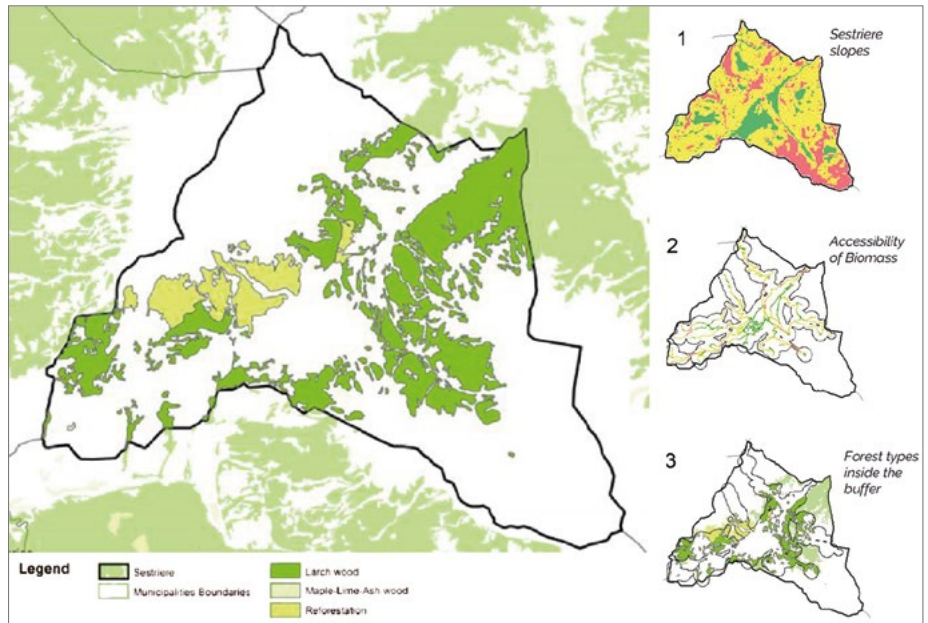 1
Sestriere
slopes
2
Accessibility
of Biomass
3
Forest types
inside the
buffer
Legend
Sestriere
Municipalities Boundaries
Larch wood
Maple-Lime-Ash wood
Reforestation